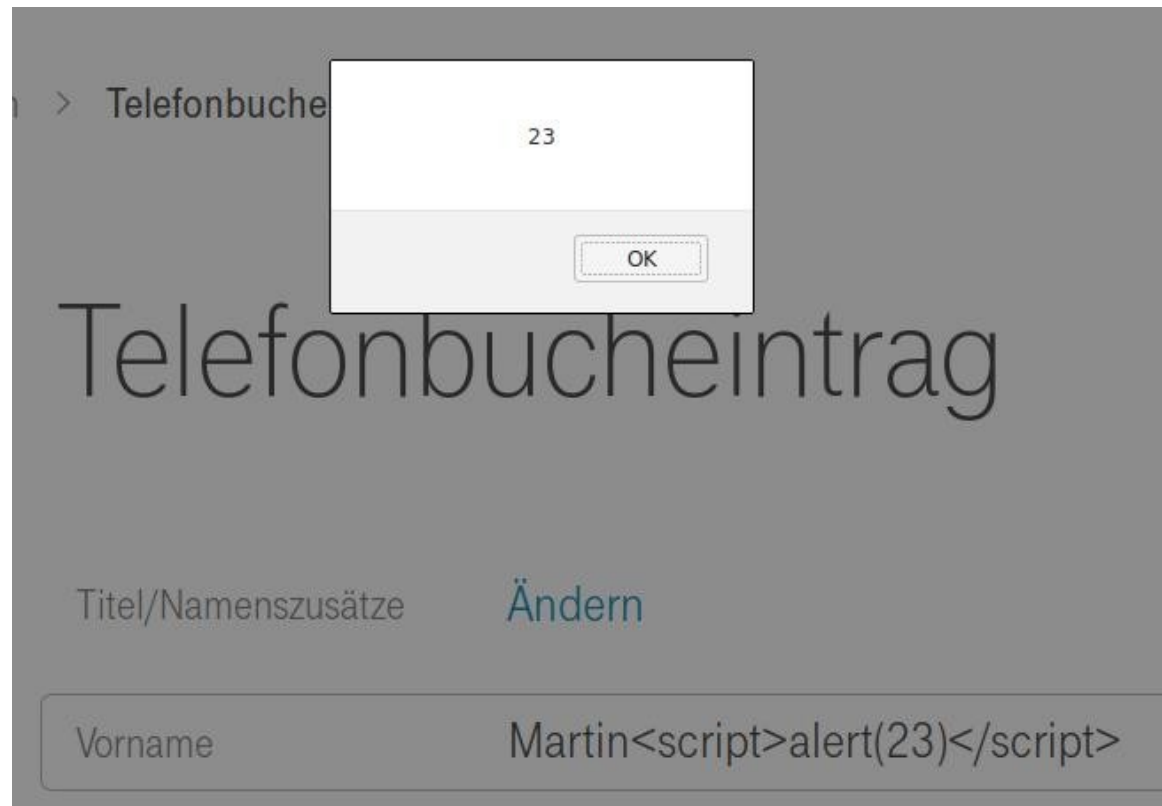 > Telefonbuche
23
OK
Telefonbucheintrag
Titel/Namenszusätze Ändern
Vorname Martin<script>alert(23)</script>